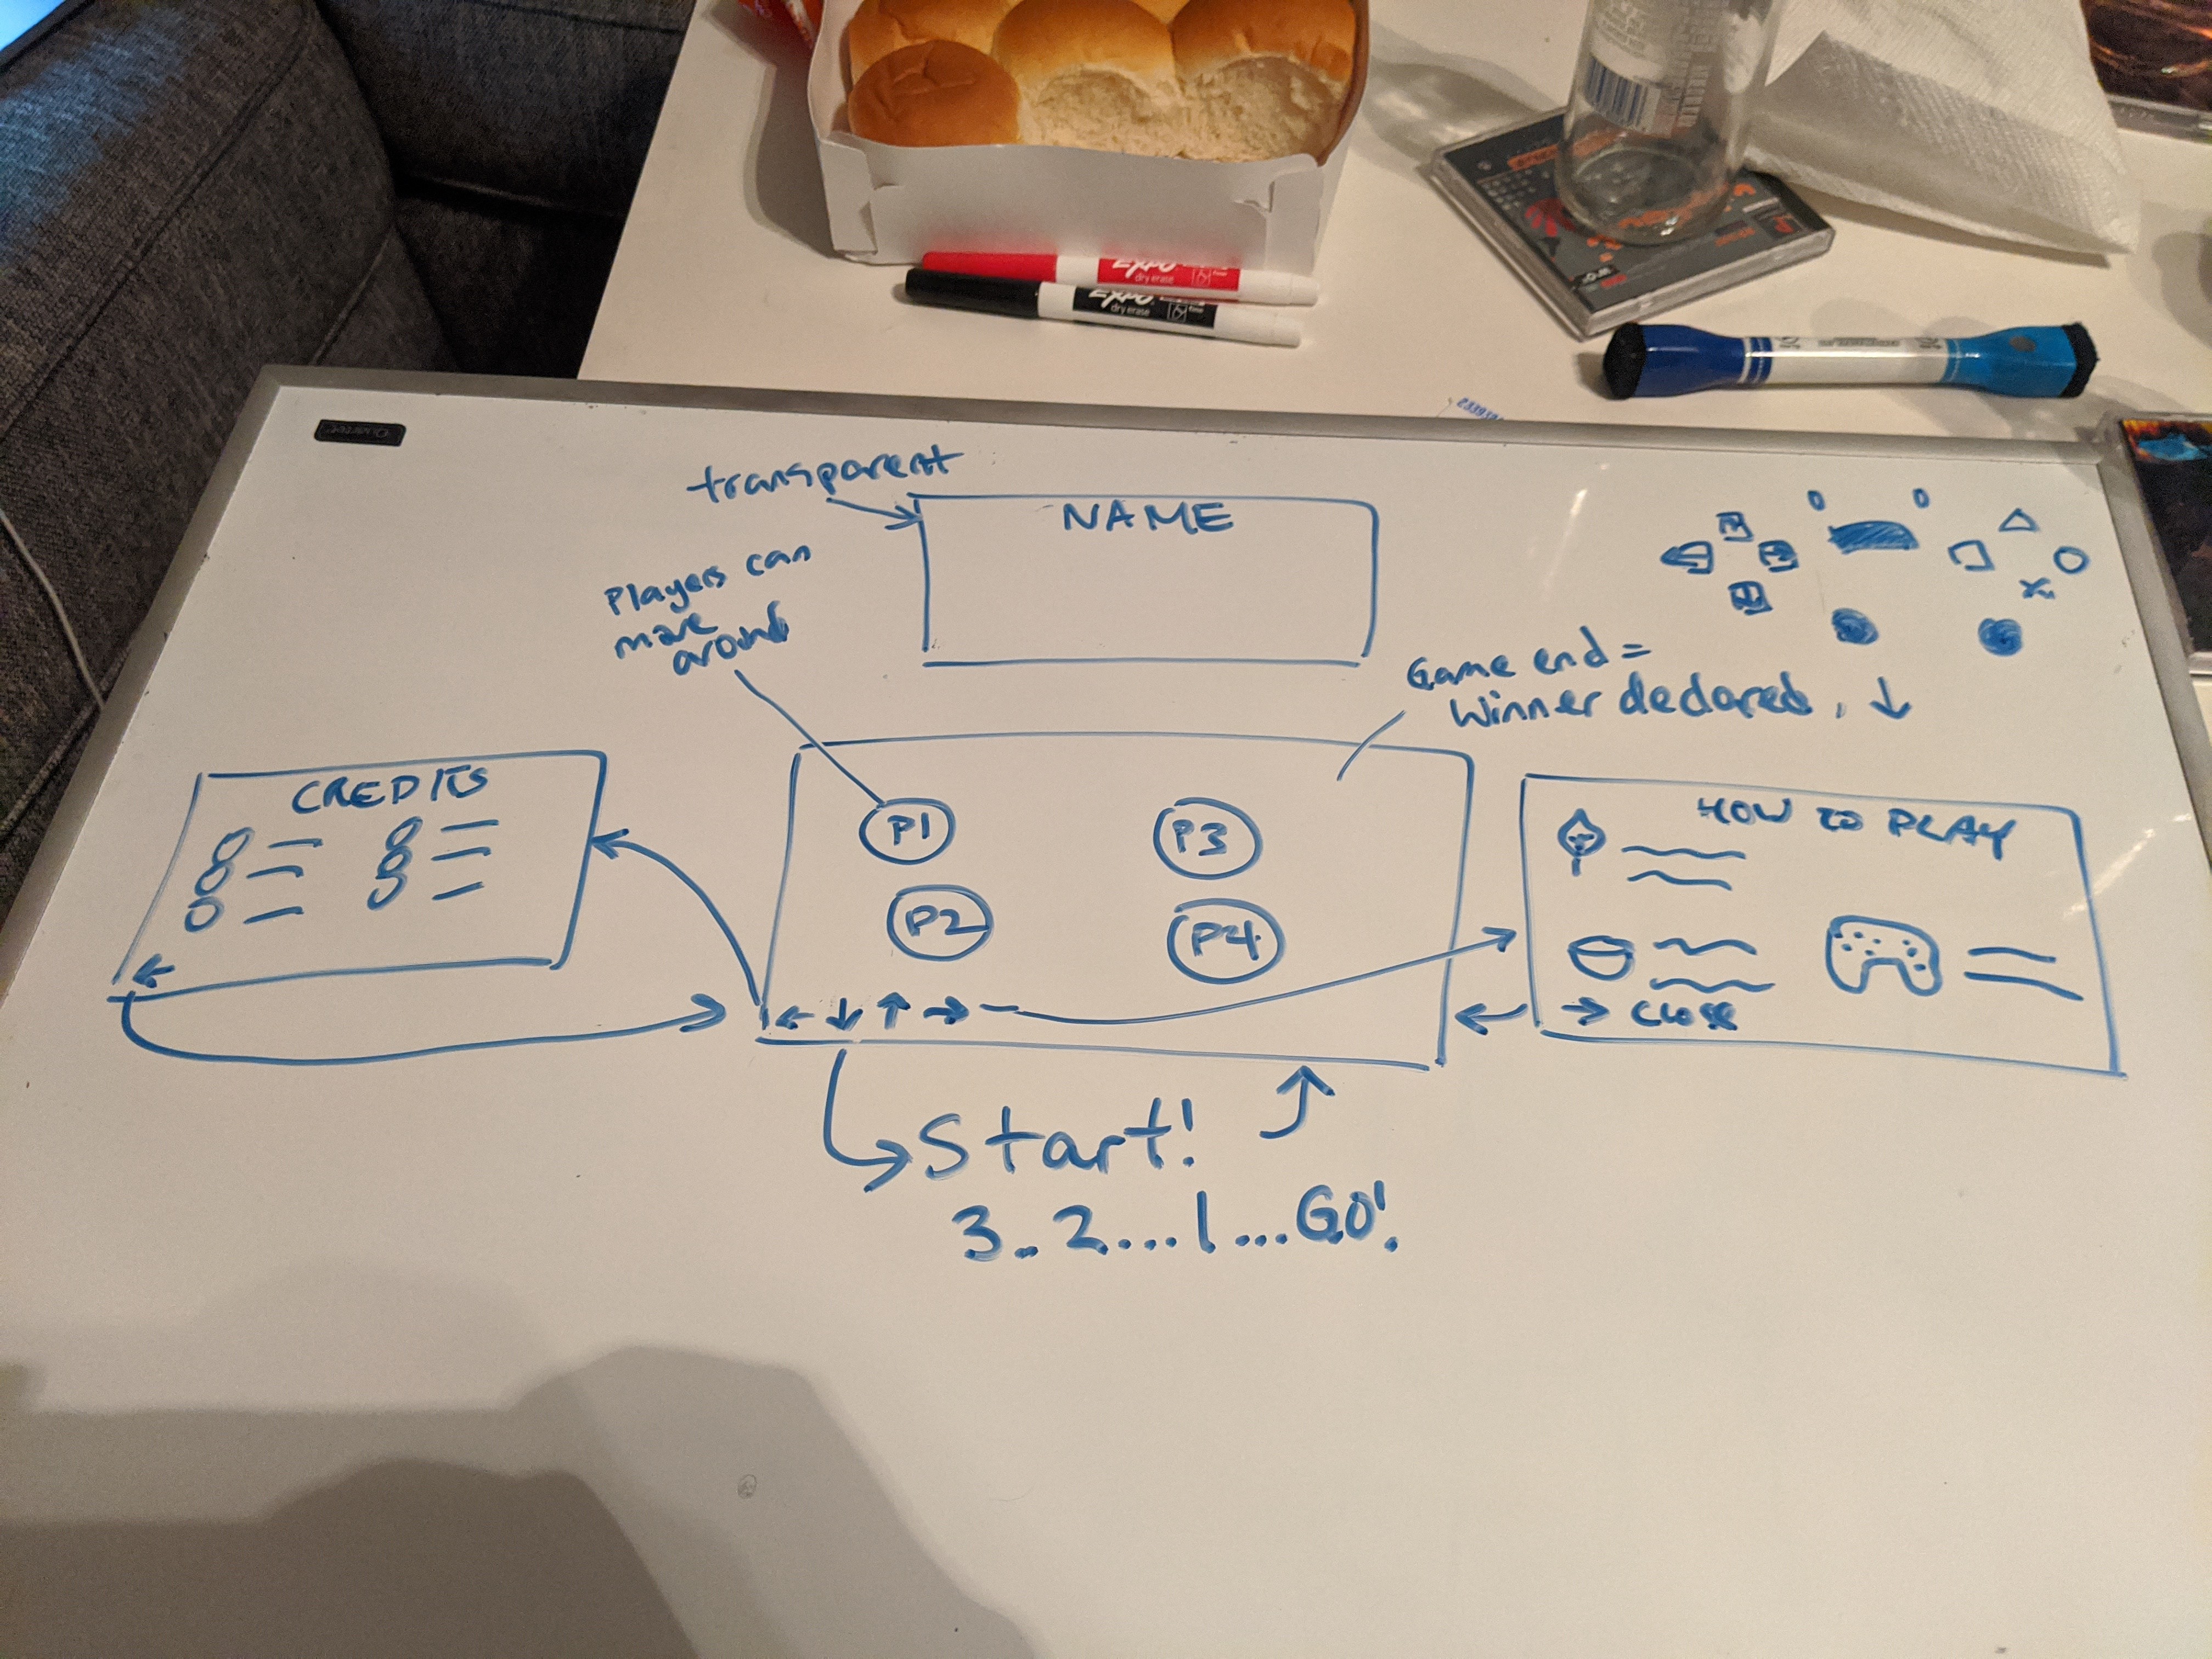 EXPO
dry erase
EXPO
dry erase
fine
transparent
NAME
Players can
move
around
Game end =
Winner declared. ↓
CREDITS
P1
P3
P2
P4
← ↓ ↑ →
←
HOW TO PLAY
→ CLOSE
Start!
3.. 2.... 1 ... GO!